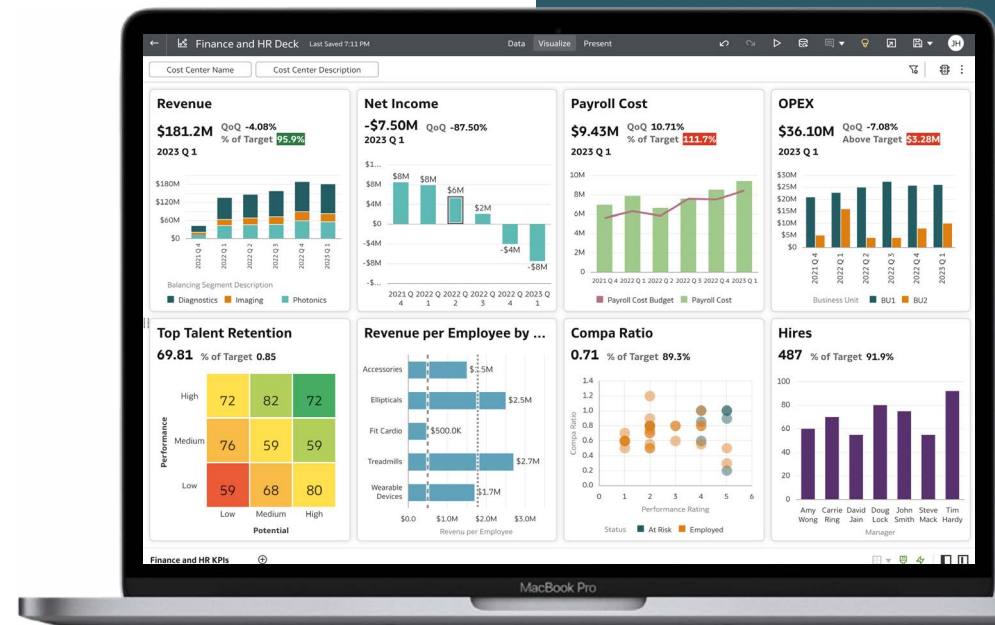 Finance and HR Deck Last Saved 7:11 PM Data Visualize Present JH
Cost Center Name Cost Center Description
Revenue
$181.2M QoQ -4.08%
% of Target 95.9%
2023 Q 1
$180M
$120M
$60M
$0
2021 Q 4 2022 Q 1 2022 Q 2 2022 Q 3 2022 Q 4 2023 Q 1
Balancing Segment Description
Diagnostics Imaging Photonics
Net Income
-$7.50M QoQ -87.50%
2023 Q 1
$1...
$8M
$4M
$0
-$4M
-$8M
-$...
$8M $8M $6M $2M -$4M -$8M
2021 Q 2022 Q 2022 Q 2022 Q 2022 Q 2023 Q
4 1 2 3 4 1
Payroll Cost
$9.43M QoQ 10.71%
% of Target 111.7%
2023 Q 1
10M
8M
6M
4M
2M
0
2021 Q 4 2022 Q 1 2022 Q 2 2022 Q 3 2022 Q 4 2023 Q 1
Payroll Cost Budget Payroll Cost
OPEX
$36.10M QoQ -7.08%
Above Target $3.28M
2023 Q 1
$30M
$25M
$20M
$15M
$10M
$5M
$0
2021 Q 4 2022 Q 1 2022 Q 2 2022 Q 3 2022 Q 4 2023 Q 1
Business Unit BU1 BU2
Top Talent Retention
69.81 % of Target 0.85
Performance
High 72 82 72
Medium 76 59 59
Low 59 68 80
Low Medium High
Potential
Revenue per Employee by ...
Accessories $1.5M
Ellipticals $2.5M
Fit Cardio $500.0K
Treadmills $2.7M
Wearable
Devices $1.7M
$0.0 $1.0M $2.0M $3.0M
Revenu per Employee
Compa Ratio
0.71 % of Target 89.3%
Compa Ratio
1.4
1.2
1.0
0.8
0.6
0.4
0.2
0.0
0 1 2 3 4 5 6
Performance Rating
Status At Risk Employed
Hires
487 % of Target 91.9%
100
80
60
40
20
0
Amy Carrie David Doug John Steve Tim
Wong Ring Jain Lock Smith Mack Hardy
Manager
Finance and HR KPIs
MacBook Pro